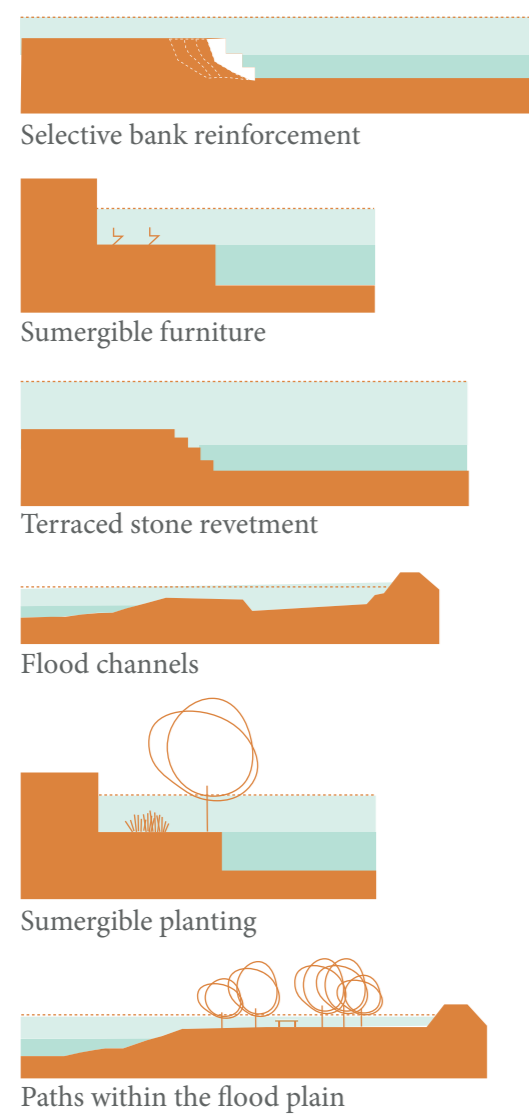 Selective bank reinforcement
Sumergible furniture
Terraced stone revetment
Flood channels
Sumergible planting
Paths within the flood plain